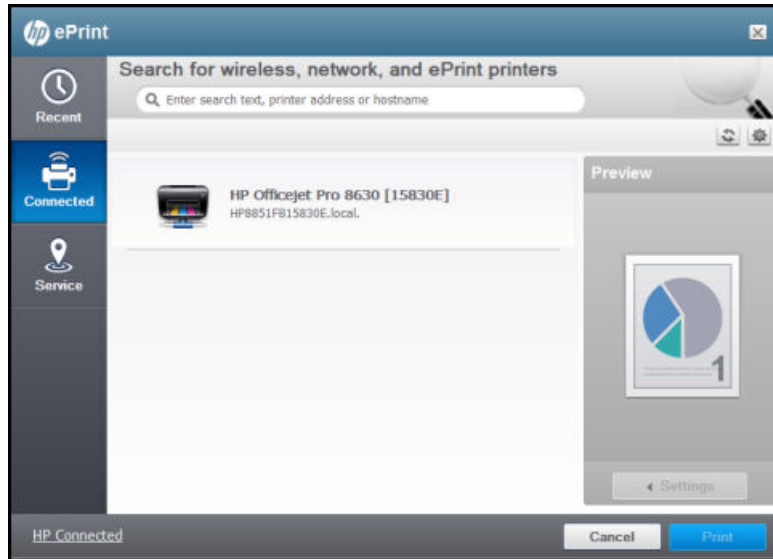 hp ePrint
Search for wireless, network, and ePrint printers
Enter search text, printer address or hostname
Recent
Connected
Service
HP Officejet Pro 8630 [15830E]
HP8851FB15830E.local.
Preview
1
Settings
HP Connected
Cancel
Print